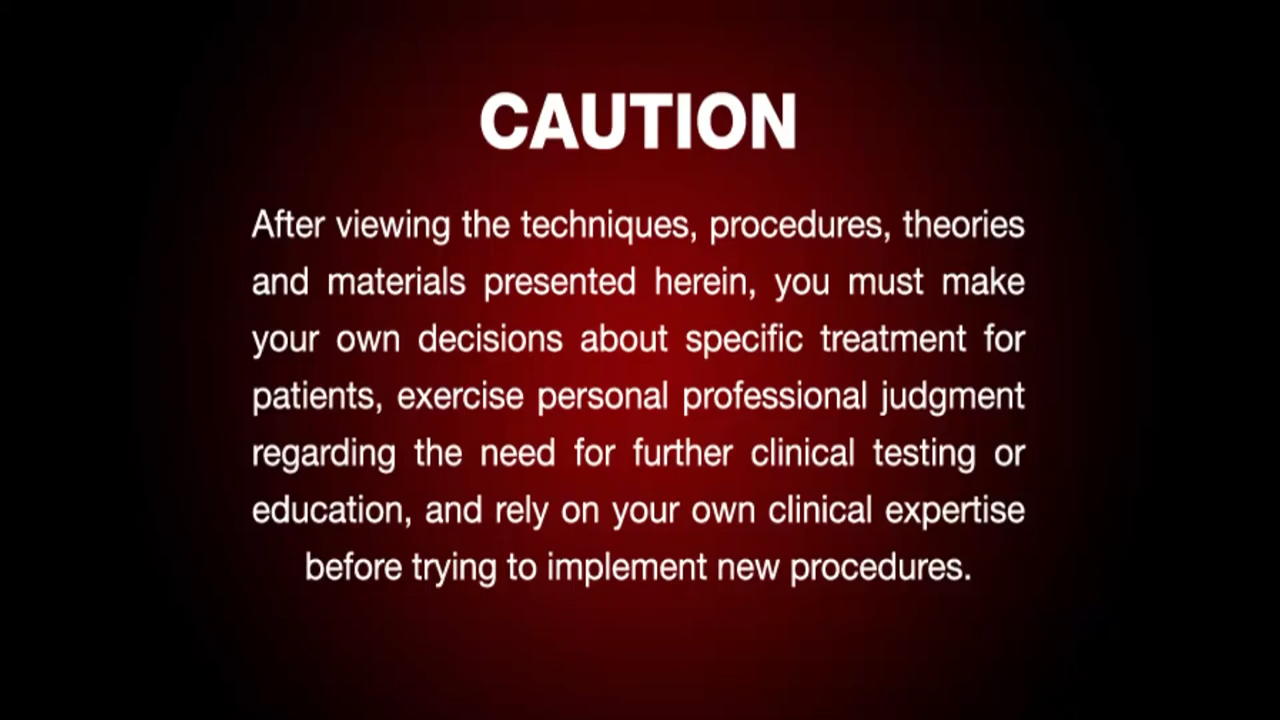 CAUTION
After viewing the techniques, procedures, theories
and materials presented herein, you must make
your own decisions about specific treatment for
patients, exercise personal professional judgment
regarding the need for further clinical testing or
education, and rely on your own clinical expertise
before trying to implement new procedures.